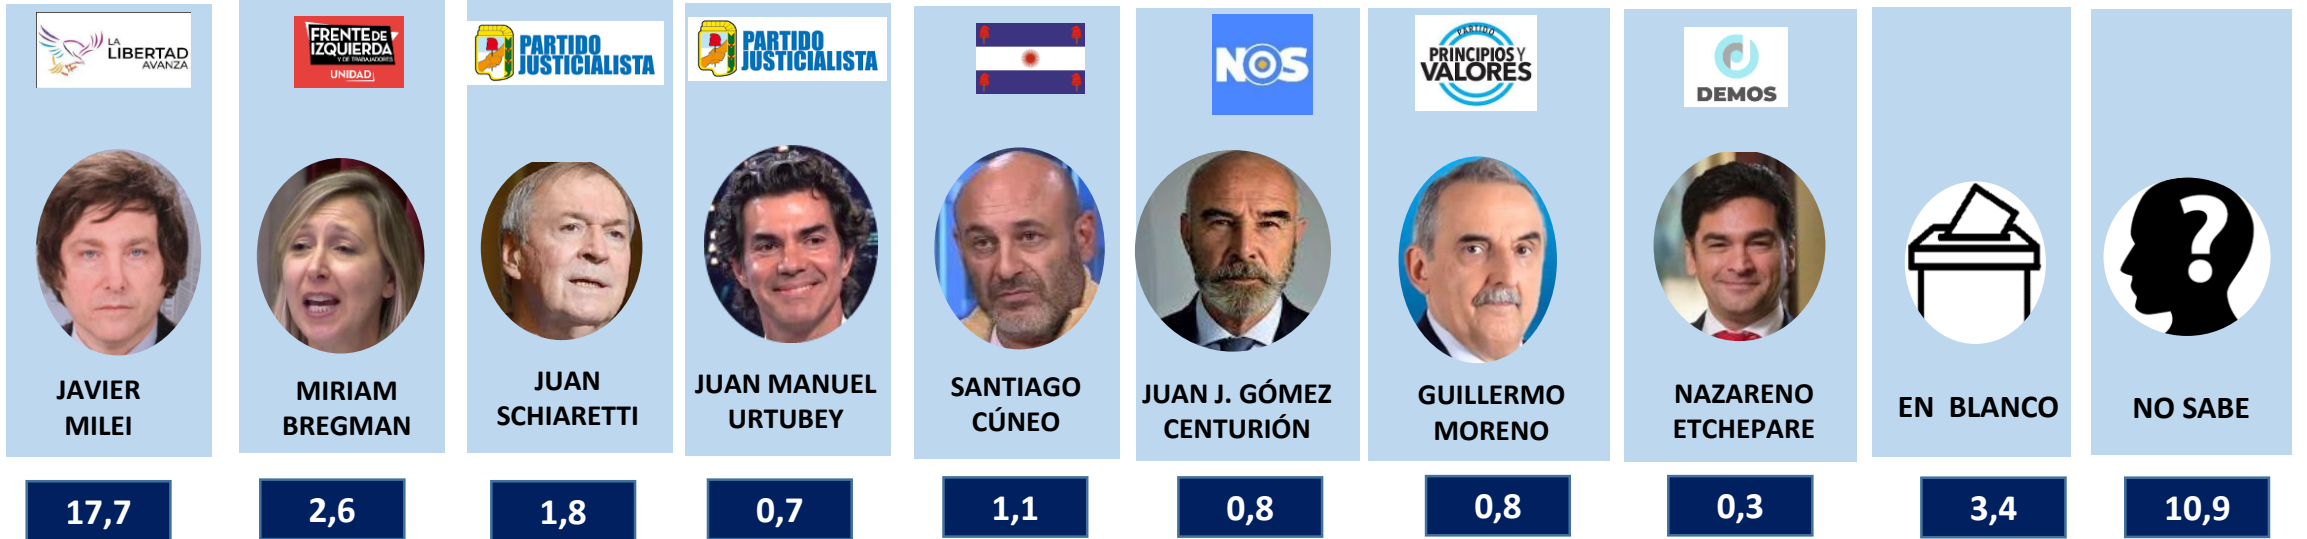 LA
LIBERTAD
AVANZA
FRENTE DE
IZQUIERDA
Y DE TRABAJADORES
UNIDAD
PARTIDO
JUSTICIALISTA
PARTIDO
JUSTICIALISTA
NOS
PARTIDO
PRINCIPIOS Y
VALORES
DEMOS
?
JAVIER
MILEI
MIRIAM
BREGMAN
JUAN
SCHIARETTI
JUAN MANUEL
URTUBEY
SANTIAGO
CÚNEO
JUAN J. GÓMEZ
CENTURIÓN
GUILLERMO
MORENO
NAZARENO
ETCHEPARE
EN BLANCO
NO SABE
17,7
2,6
1,8
0,7
1,1
0,8
0,8
0,3
3,4
10,9